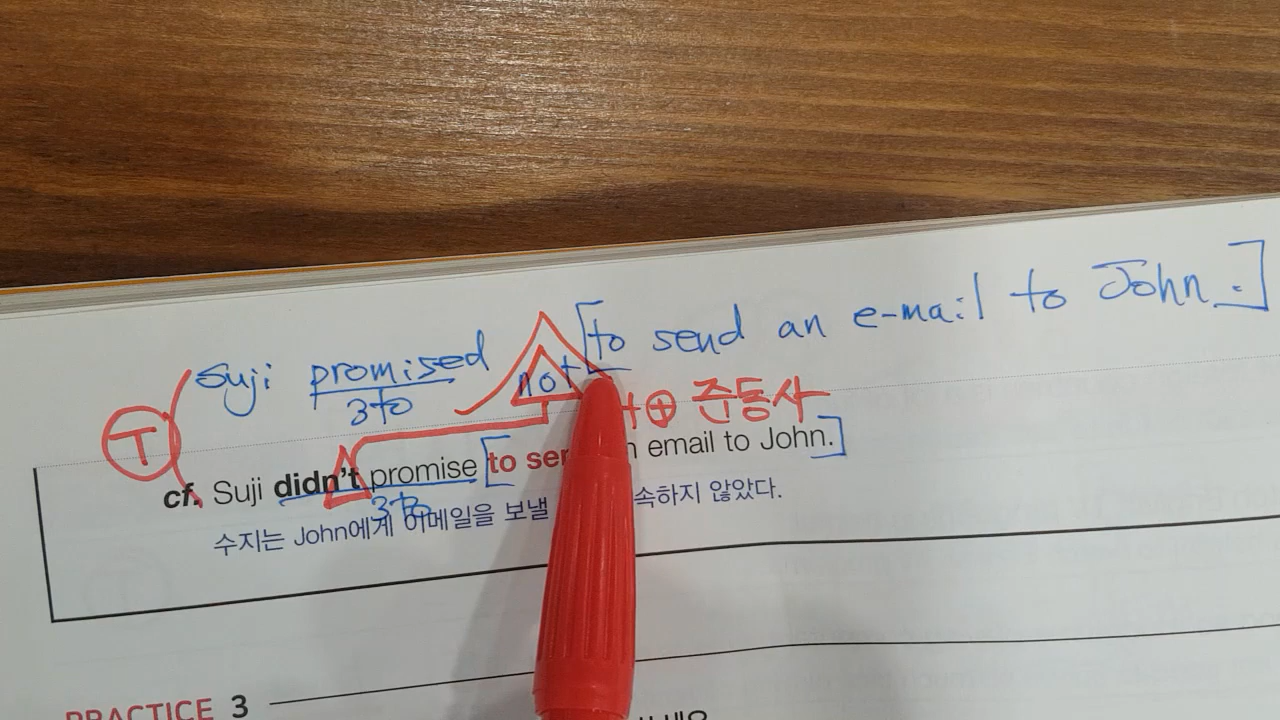 Suji promised not [to send an e-mail to John.]
3to
+⊕ 준동사
T
cf. Suji didn't promise [to sen email to John.]
3to
수지는 John에게 이메일을 보낼 속하지 않았다.
PRACTICE 3